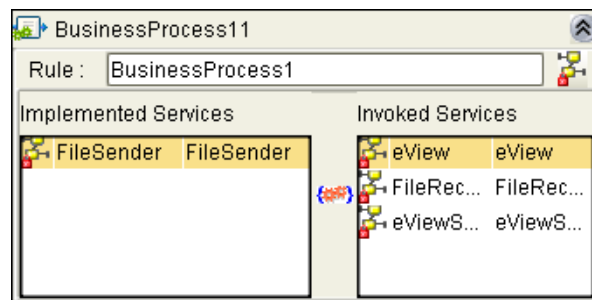 BusinessProcess11
Rule : BusinessProcess1
Implemented Services
FileSender FileSender
Invoked Services
eView eView
FileRec... FileRec...
eViewS... eViewS...